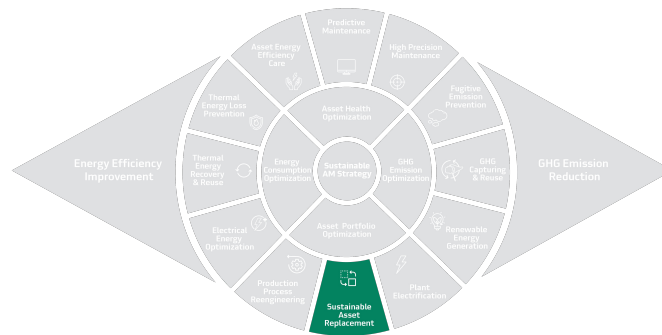 Predictive
Maintenance
Asset Energy
Efficiency
Care
High Precision
Maintenance
Thermal
Energy Loss
Prevention
Asset Health
Optimization
Fugitive
Emission
Prevention
Energy Efficiency
Improvement
Thermal
Energy
Recovery
& Reuse
Energy
Consumption
Optimization
Sustainable
AM Strategy
GHG
Emission
Optimization
GHG
Capturing
& Reuse
GHG Emission
Reduction
Electrical
Energy
Optimization
Asset Portfolio
Optimization
Renewable
Energy
Generation
Production
Process
Reengineering
Sustainable
Asset
Replacement
Plant
Electrification